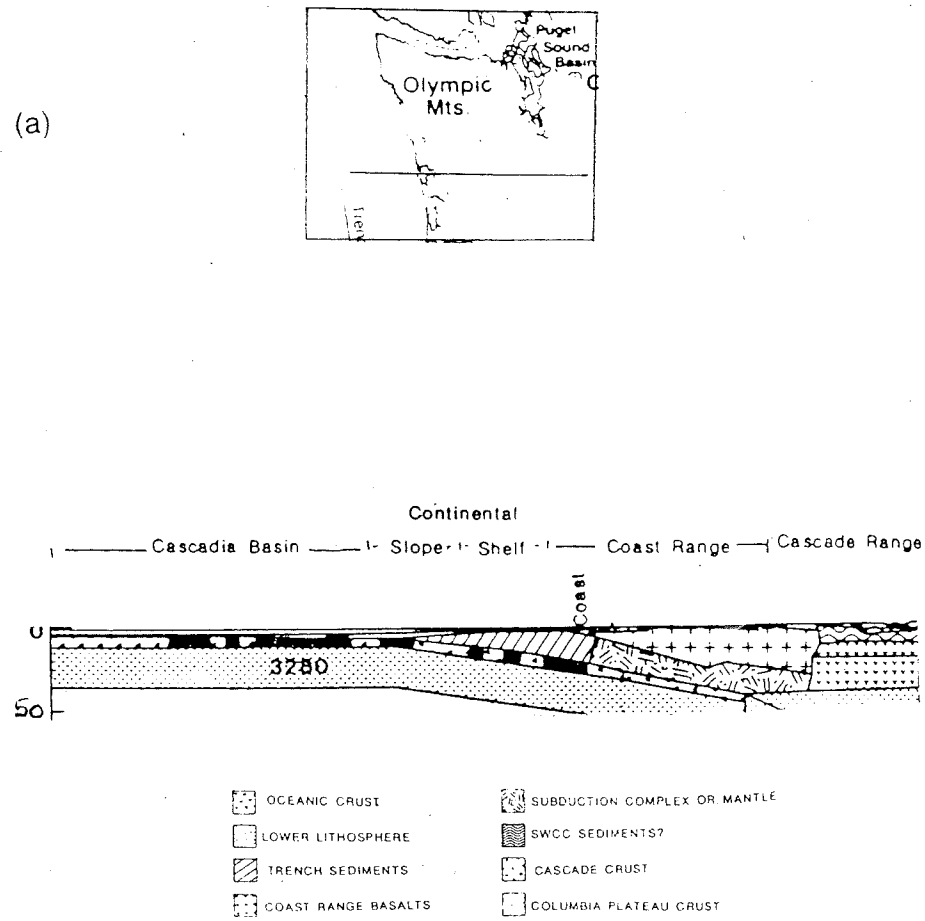 Puget
Sound
Basin
C
Olympic
Mts.
(a)
Continental
Cascadia Basin Slope Shelf Coast Range Cascade Range
Coast
0
3280
50
OCEANIC CRUST
LOWER LITHOSPHERE
TRENCH SEDIMENTS
COAST RANGE BASALTS
SUBDUCTION COMPLEX OR MANTLE
SWCC SEDIMENTS?
CASCADE CRUST
COLUMBIA PLATEAU CRUST